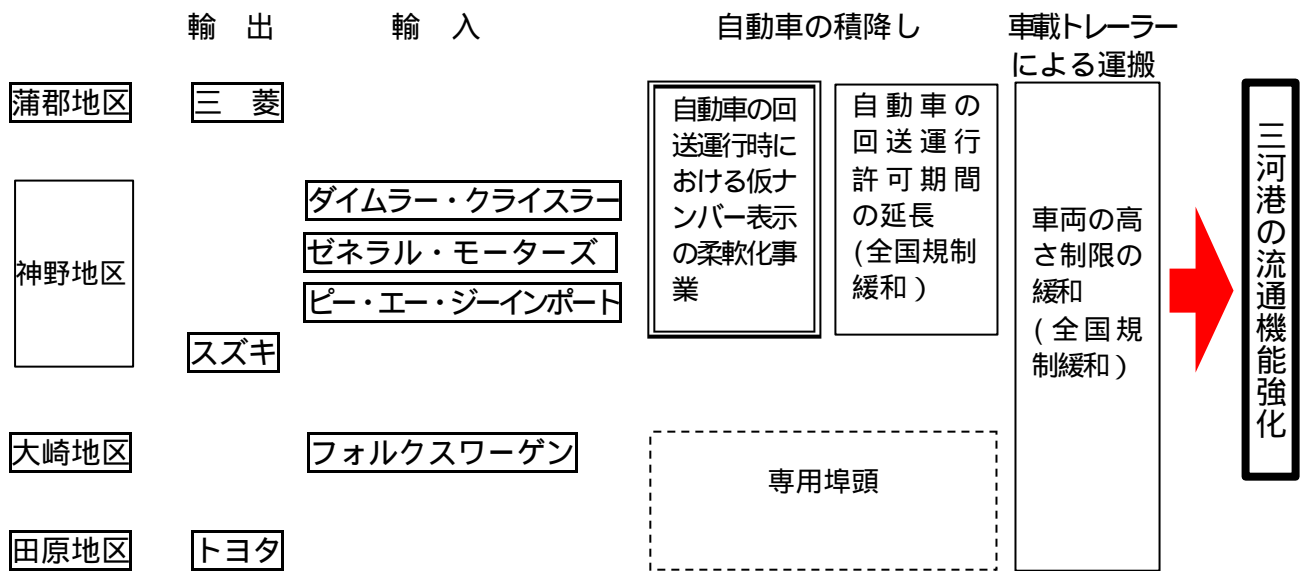 輸 出
輸 入
自動車の積降し
車載トレーラー
による運搬
蒲郡地区
三 菱
神野地区
スズキ
ダイムラー・クライスラー
ゼネラル・モーターズ
ピー・エー・ジーインポート
大崎地区
フォルクスワーゲン
田原地区
トヨタ
自動車の回
送運行時に
おける仮ナ
ンバー表示
の柔軟化事
業
自動車の
回送運行
許可期間
の延長
(全国規制
緩和)
専用埠頭
車両の高
さ制限の
緩和
(全国規
制緩和)
三河港の流通機能強化